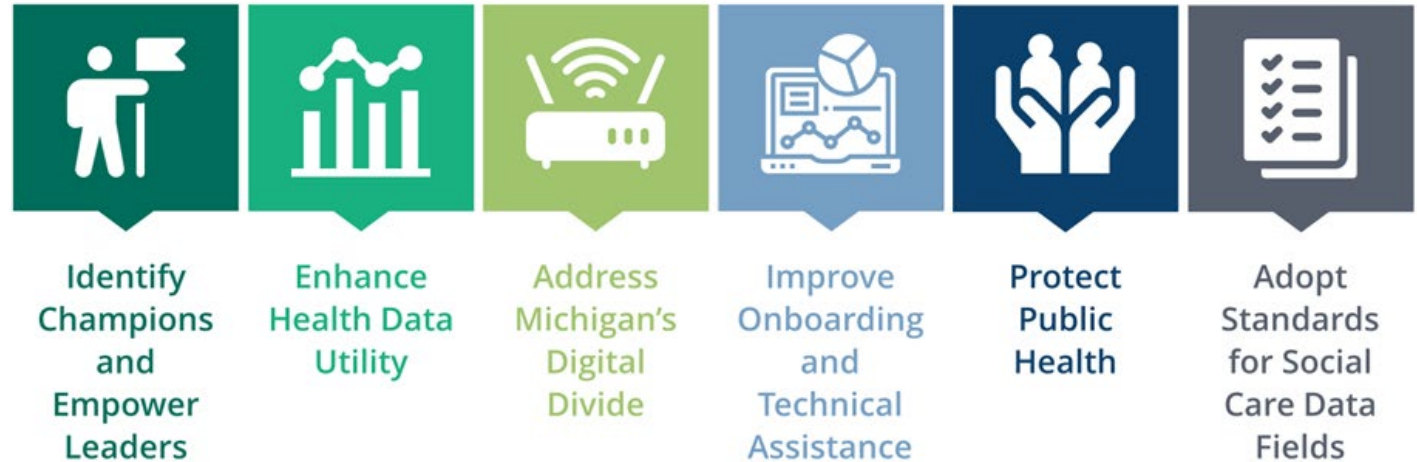 Identify
Champions
and
Empower
Leaders
Enhance
Health Data
Utility
Address
Michigan’s
Digital
Divide
Improve
Onboarding
and
Technical
Assistance
Protect
Public
Health
Adopt
Standards
for Social
Care Data
Fields